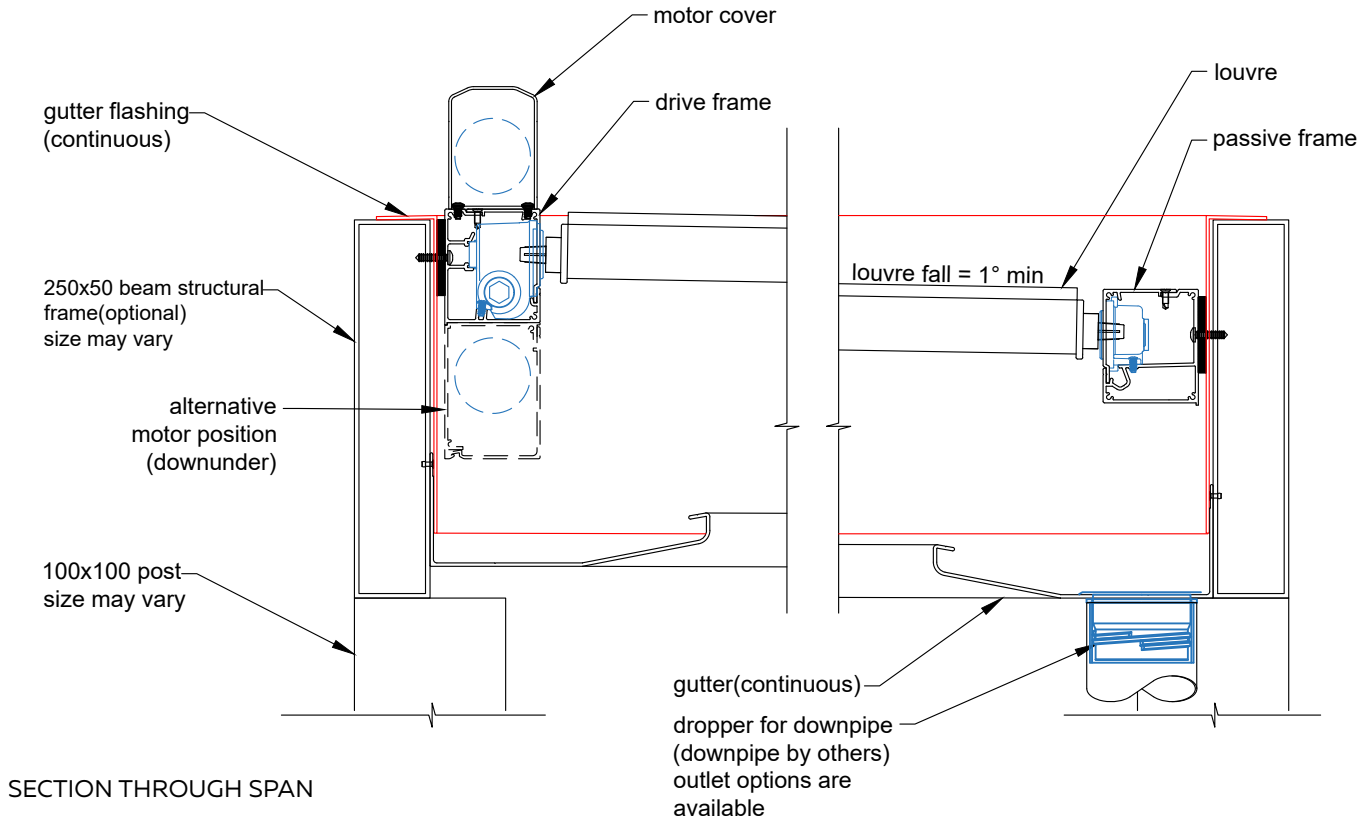 motor cover
louvre
gutter flashing
(continuous)
drive frame
passive frame
louvre fall = 1° min
250x50 beam structural
frame(optional)
size may vary
alternative
motor position
(downunder)
100x100 post
size may vary
gutter(continuous)
dropper for downpipe
(downpipe by others)
outlet options are
available
SECTION THROUGH SPAN